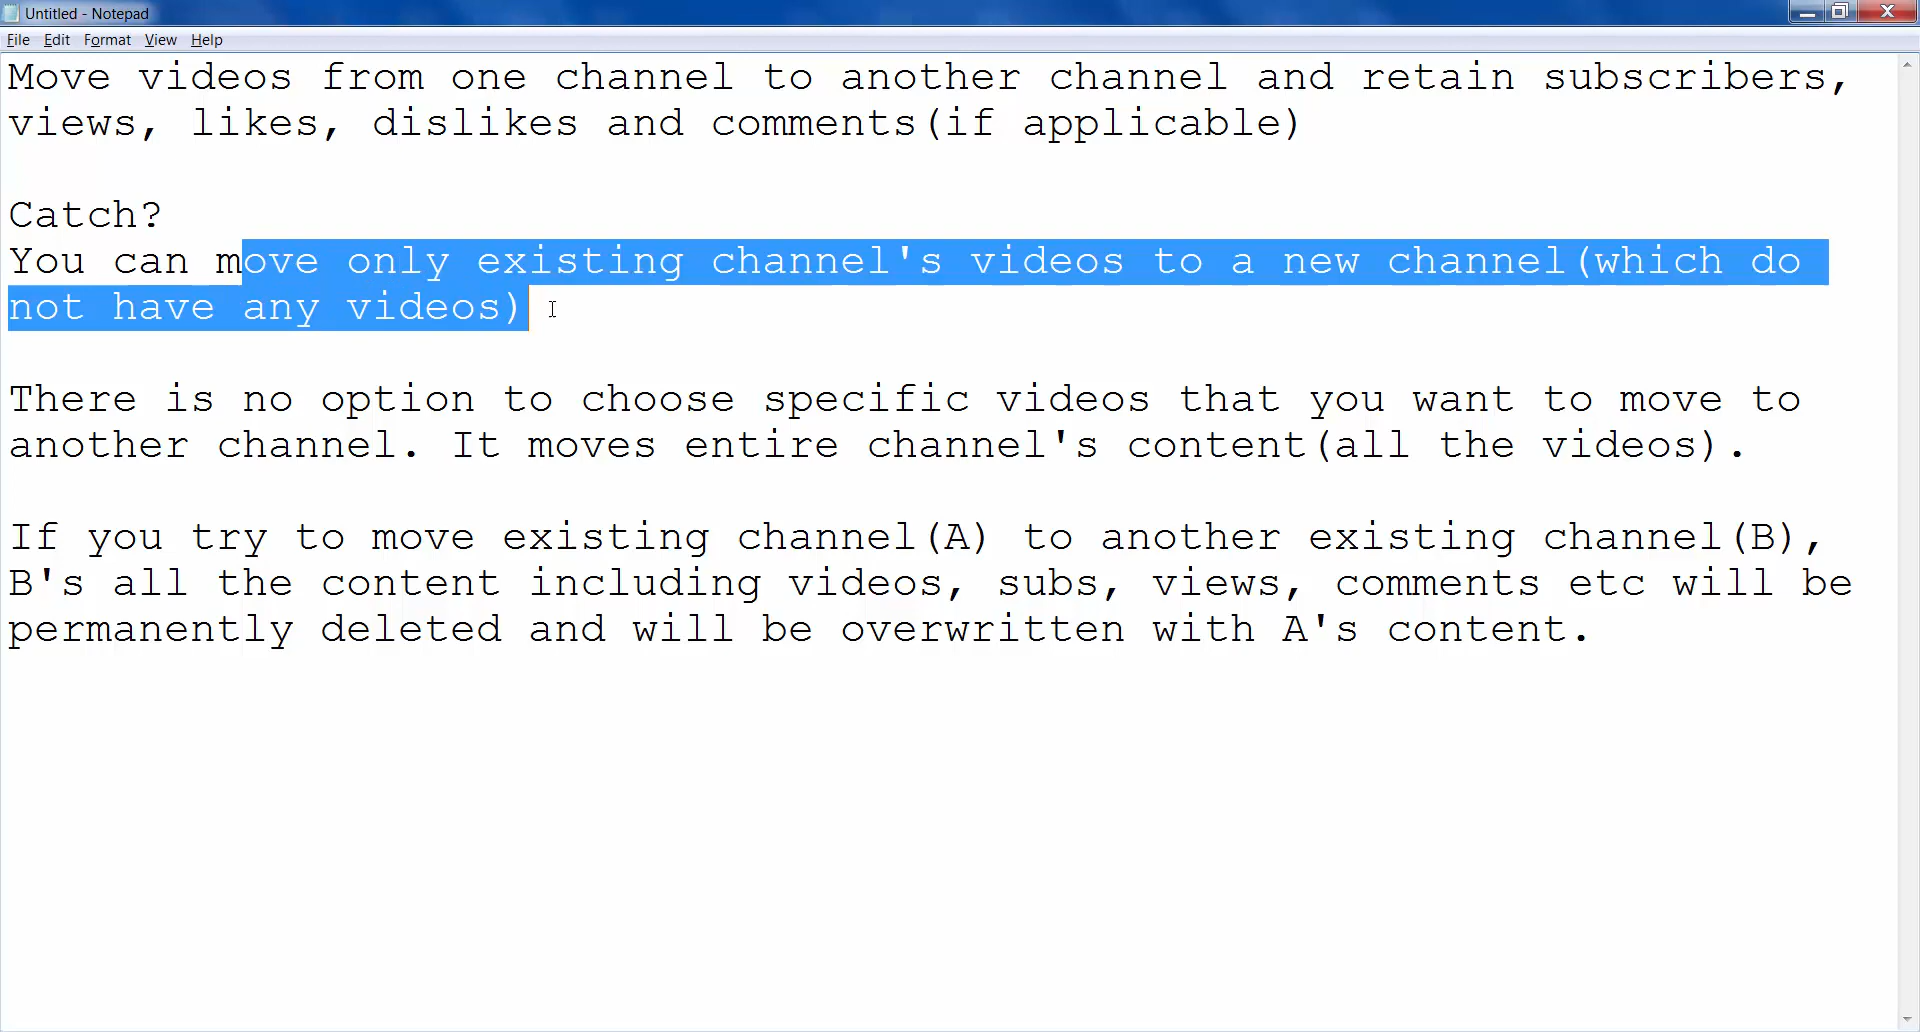 Untitled - Notepad
File Edit Format View Help
Move videos from one channel to another channel and retain subscribers,
views, likes, dislikes and comments(if applicable)
Catch?
You can move only existing channel's videos to a new channel(which do
not have any videos)
There is no option to choose specific videos that you want to move to
another channel. It moves entire channel's content(all the videos).
If you try to move existing channel(A) to another existing channel(B),
B's all the content including videos, subs, views, comments etc will be
permanently deleted and will be overwritten with A's content.